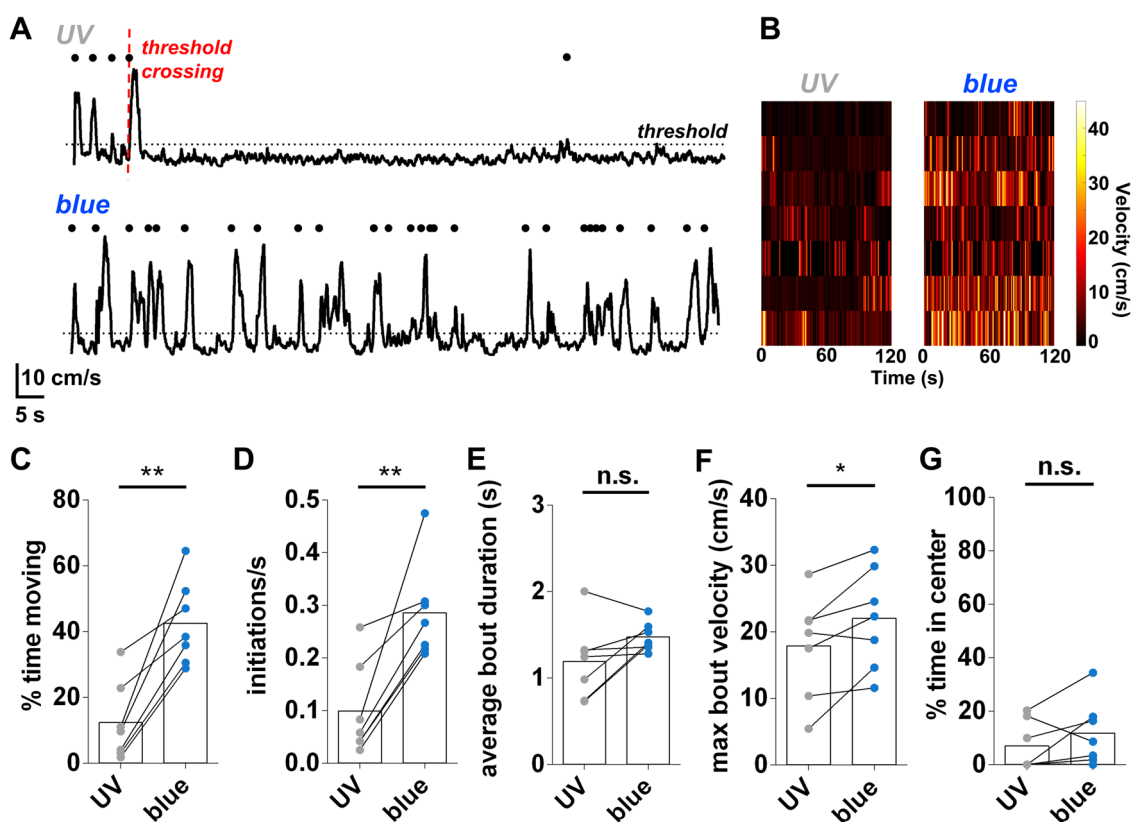 A
UV
threshold
crossing
threshold
blue
10 cm/s
5 s
B
UV
blue
40
30
20
10
0
Velocity (cm/s)
0
60
120
0
60
120
Time (s)
C
**
% time moving
80
60
40
20
0
UV
blue
D
**
initiations/s
0.5
0.4
0.3
0.2
0.1
0.0
UV
blue
E
n.s.
average bout duration (s)
3
2
1
0
UV
blue
F
*
max bout velocity (cm/s)
40
30
20
10
0
UV
blue
G
n.s.
% time in center
100
80
60
40
20
0
UV
blue